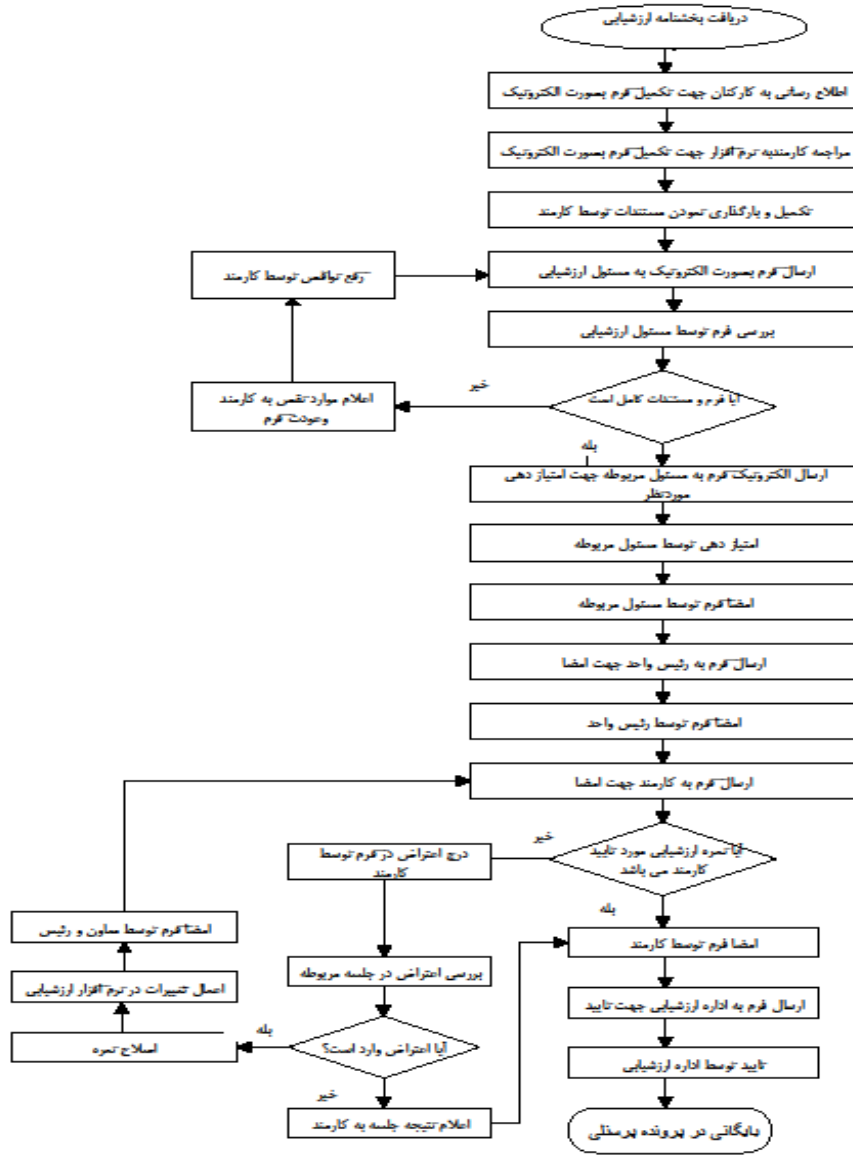 دریافت بخشنامه ارزشیابی
اطلاع رسانی به کارکنان جهت تکمیل فرم بصورت الکترونیک
مراجعه کارمندبه نرم افزار جهت تکمیل فرم بصورت الکترونیک
تکمیل و بارگذاری نمودن مستندات توسط کارمند
ارسال فرم بصورت الکترونیک به مسئول ارزشیابی
رفع نواقص توسط کارمند
بررسی فرم توسط مسئول ارزشیابی
آیا فرم و مستندات کامل است
خیر
اعلام موارد نقص به کارمند
وعودت فرم
بله
ارسال الکترونیک فرم به مسئول مربوطه جهت امتیاز دهی
موردنظر
امتیاز دهی توسط مسئول مربوطه
امضا فرم توسط مسئول مربوطه
ارسال فرم به رئیس واحد جهت امضا
امضا فرم توسط رئیس واحد
ارسال فرم به کارمند جهت امضا
آیا نمره ارزشیابی مورد تایید
کارمند می باشد
خیر
درج اعتراض در فرم توسط
کارمند
بله
امضا فرم توسط کارمند
امضا فرم توسط معاون و رئیس
بررسی اعتراض در جلسه مربوطه
اعمال تغییرات در نرم افزار ارزشیابی
ارسال فرم به اداره ارزشیابی جهت تایید
آیا اعتراض وارد است؟
بله
اصلاح نمره
تایید توسط اداره ارزشیابی
خیر
اعلام نتیجه جلسه به کارمند
بایگانی در پرونده پرسنلی